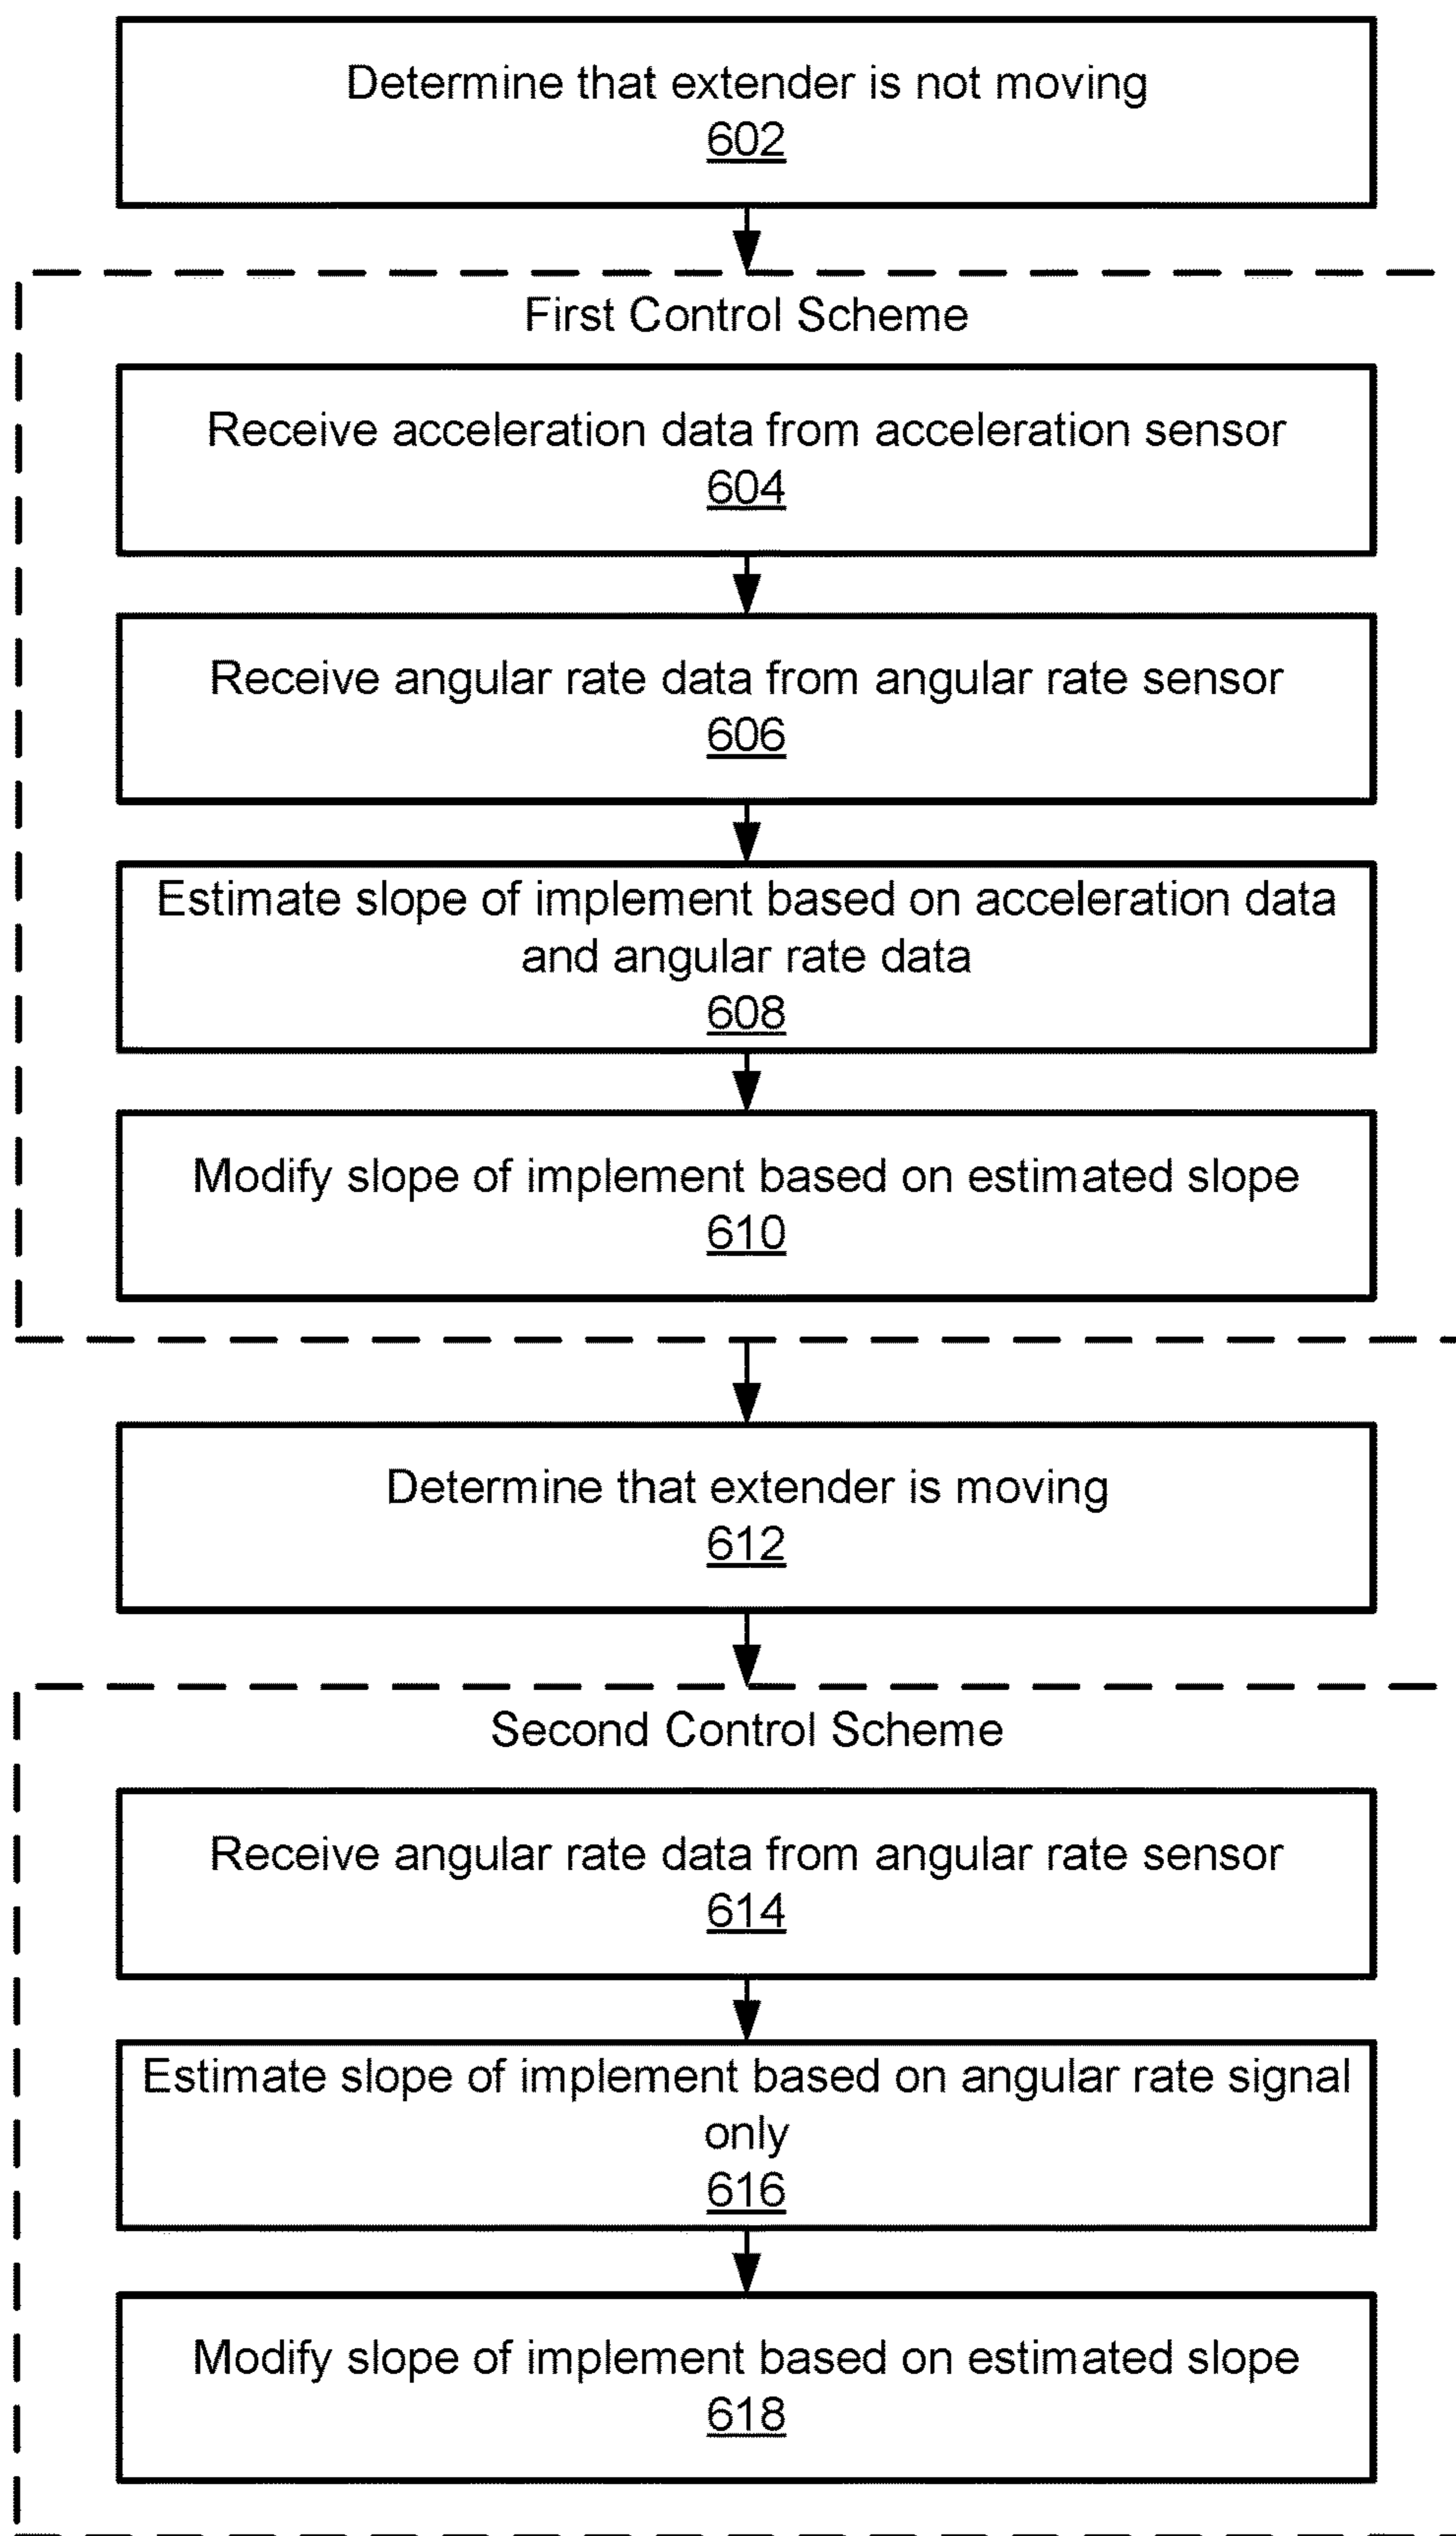 Determine that extender is not moving
602
First Control Scheme
Receive acceleration data from acceleration sensor
604
Receive angular rate data from angular rate sensor
606
Estimate slope of implement based on acceleration data
and angular rate data
608
Modify slope of implement based on estimated slope
610
Determine that extender is moving
612
Second Control Scheme
Receive angular rate data from angular rate sensor
614
Estimate slope of implement based on angular rate signal
only
616
Modify slope of implement based on estimated slope
618